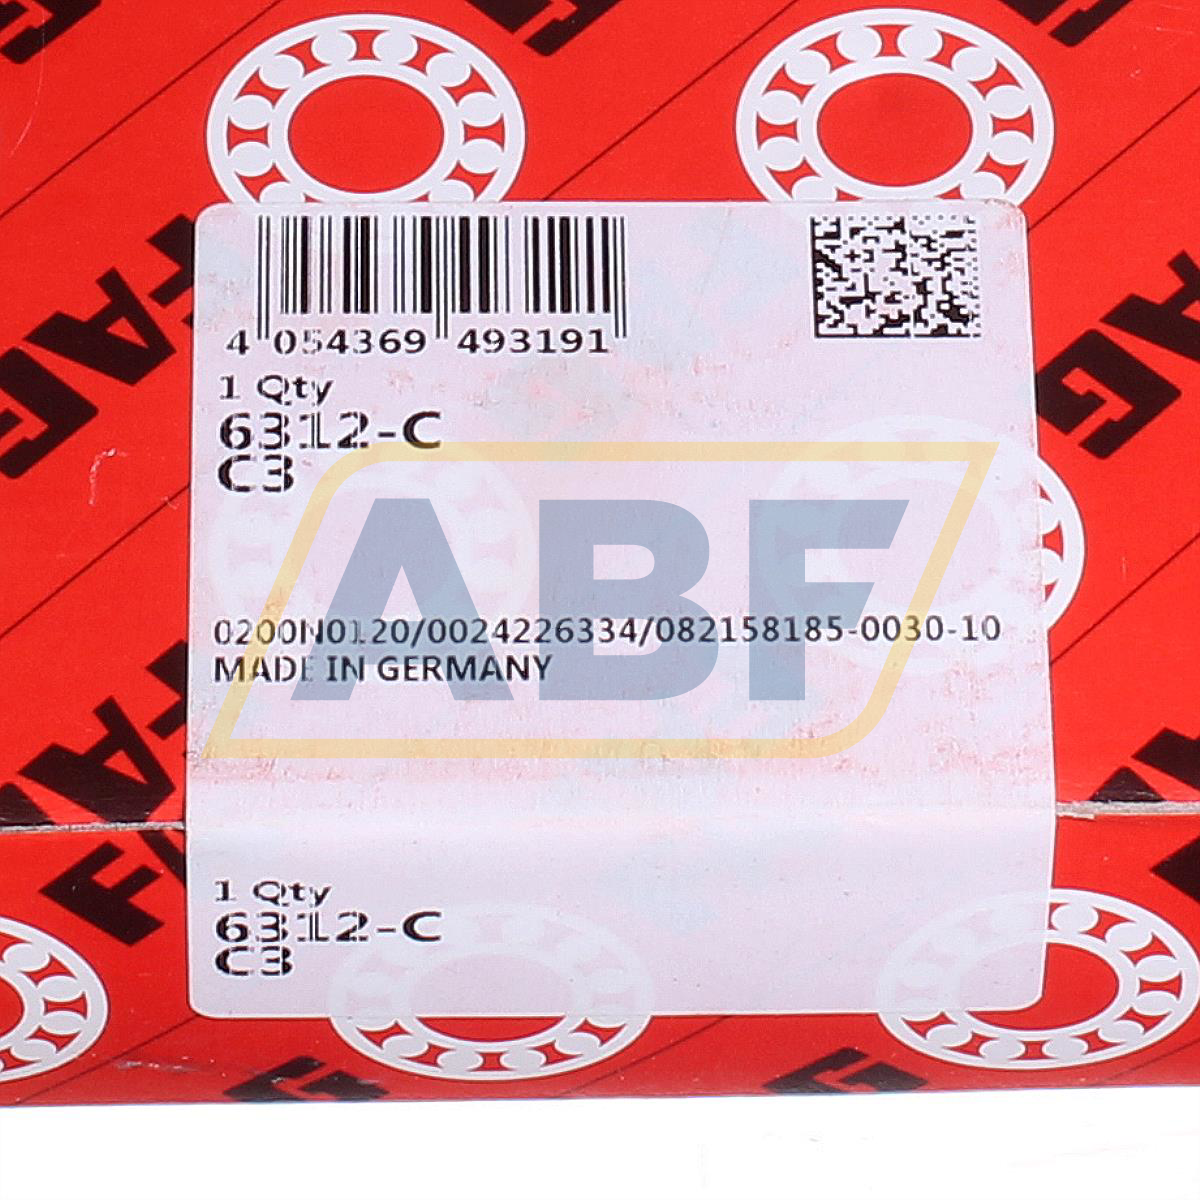 FAG
4 054369 493191
1 Qty
6312-C
C3
ABF
0200N0120/0024226334/082158185-0030-10
MADE IN GERMANY
1 Qty
6312-C
C3